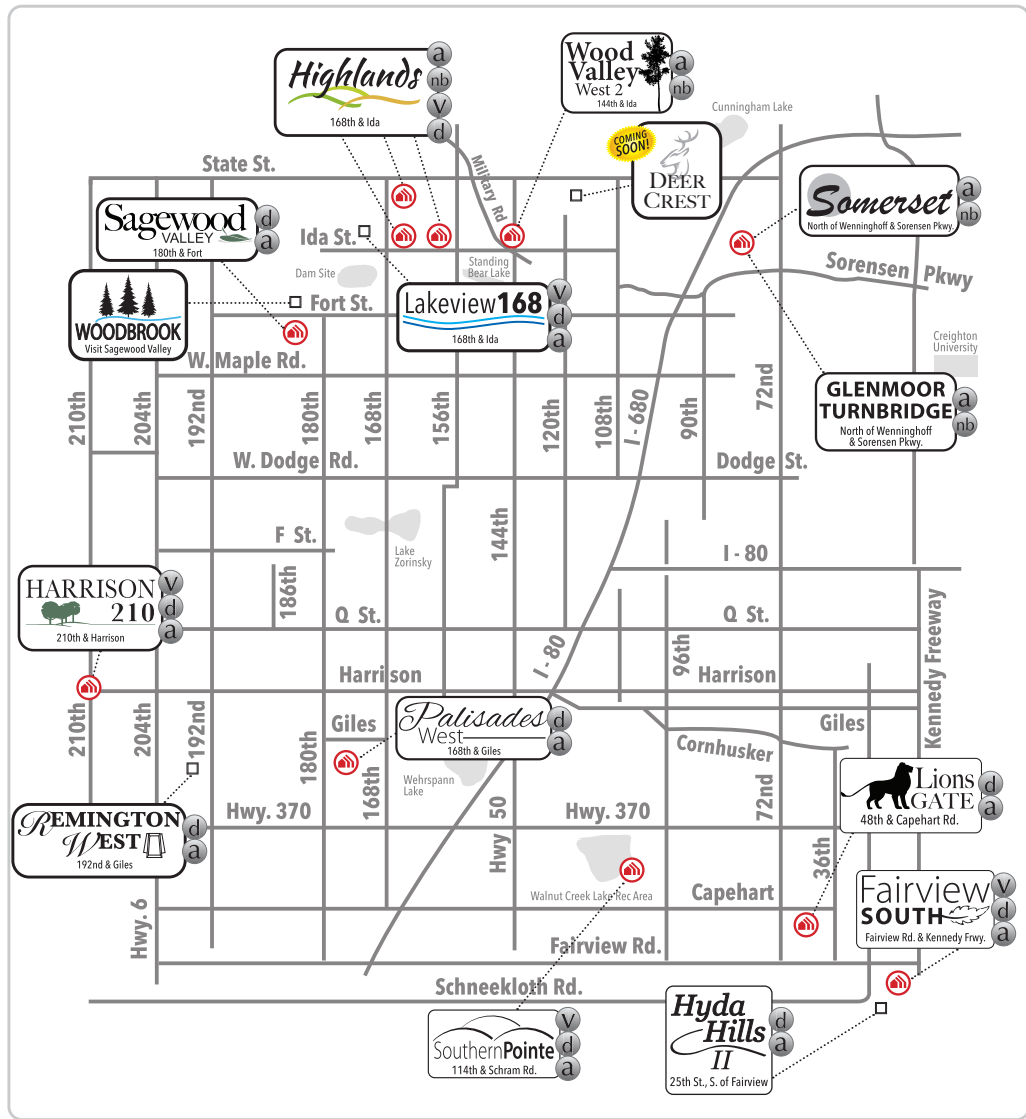 Highlands
168th & Ida
a
nb
v
d
Wood
Valley
West 2
144th & Ida
a
nb
Cunningham Lake
COMING
SOON!
DEER
CREST
State St.
Military Rd
Somerset
North of Wenninghoff & Sorensen Pkwy.
a
nb
Sagewood
VALLEY
180th & Fort
d
a
Ida St.
Dam Site
Standing
Bear Lake
Sorensen Pkwy
WOODBROOK
Visit Sagewood Valley
Fort St.
Lakeview168
168th & Ida
v
d
a
Creighton
University
W. Maple Rd.
GLENMOOR
TURNBRIDGE
North of Wenninghoff
& Sorensen Pkwy.
a
nb
210th
204th
192nd
180th
168th
156th
120th
108th
I - 680
90th
72nd
W. Dodge Rd.
Dodge St.
144th
F St.
Lake
Zorinsky
I - 80
HARRISON
210
210th & Harrison
v
d
a
186th
Q St.
Q St.
Kennedy Freeway
I - 80
96th
Harrison
Harrison
210th
204th
192nd
180th
Giles
168th
Palisades
West
168th & Giles
d
a
Giles
Cornhusker
Wehrspann
Lake
72nd
Lions
GATE
48th & Capehart Rd.
d
a
REMINGTON
WEST
192nd & Giles
d
a
Hwy. 370
Hwy 50
Hwy. 370
36th
Walnut Creek Lake Rec Area
Capehart
Fairview
SOUTH
Fairview Rd. & Kennedy Frwy.
v
d
a
Hwy. 6
Fairview Rd.
Schneekloth Rd.
SouthernPointe
114th & Schram Rd.
v
d
a
Hyda
Hills
II
25th St., S. of Fairview
d
a